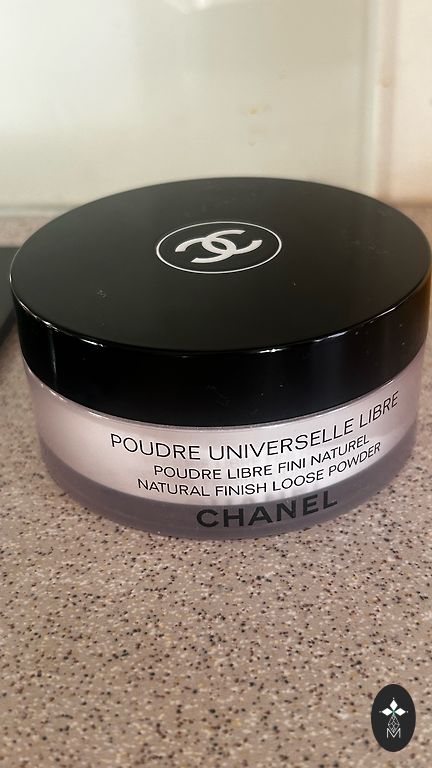 POUDRE UNIVERSELLE LIBRE
POUDRE LIBRE FINI NATUREL
NATURAL FINISH LOOSE POWDER
CHANEL
M